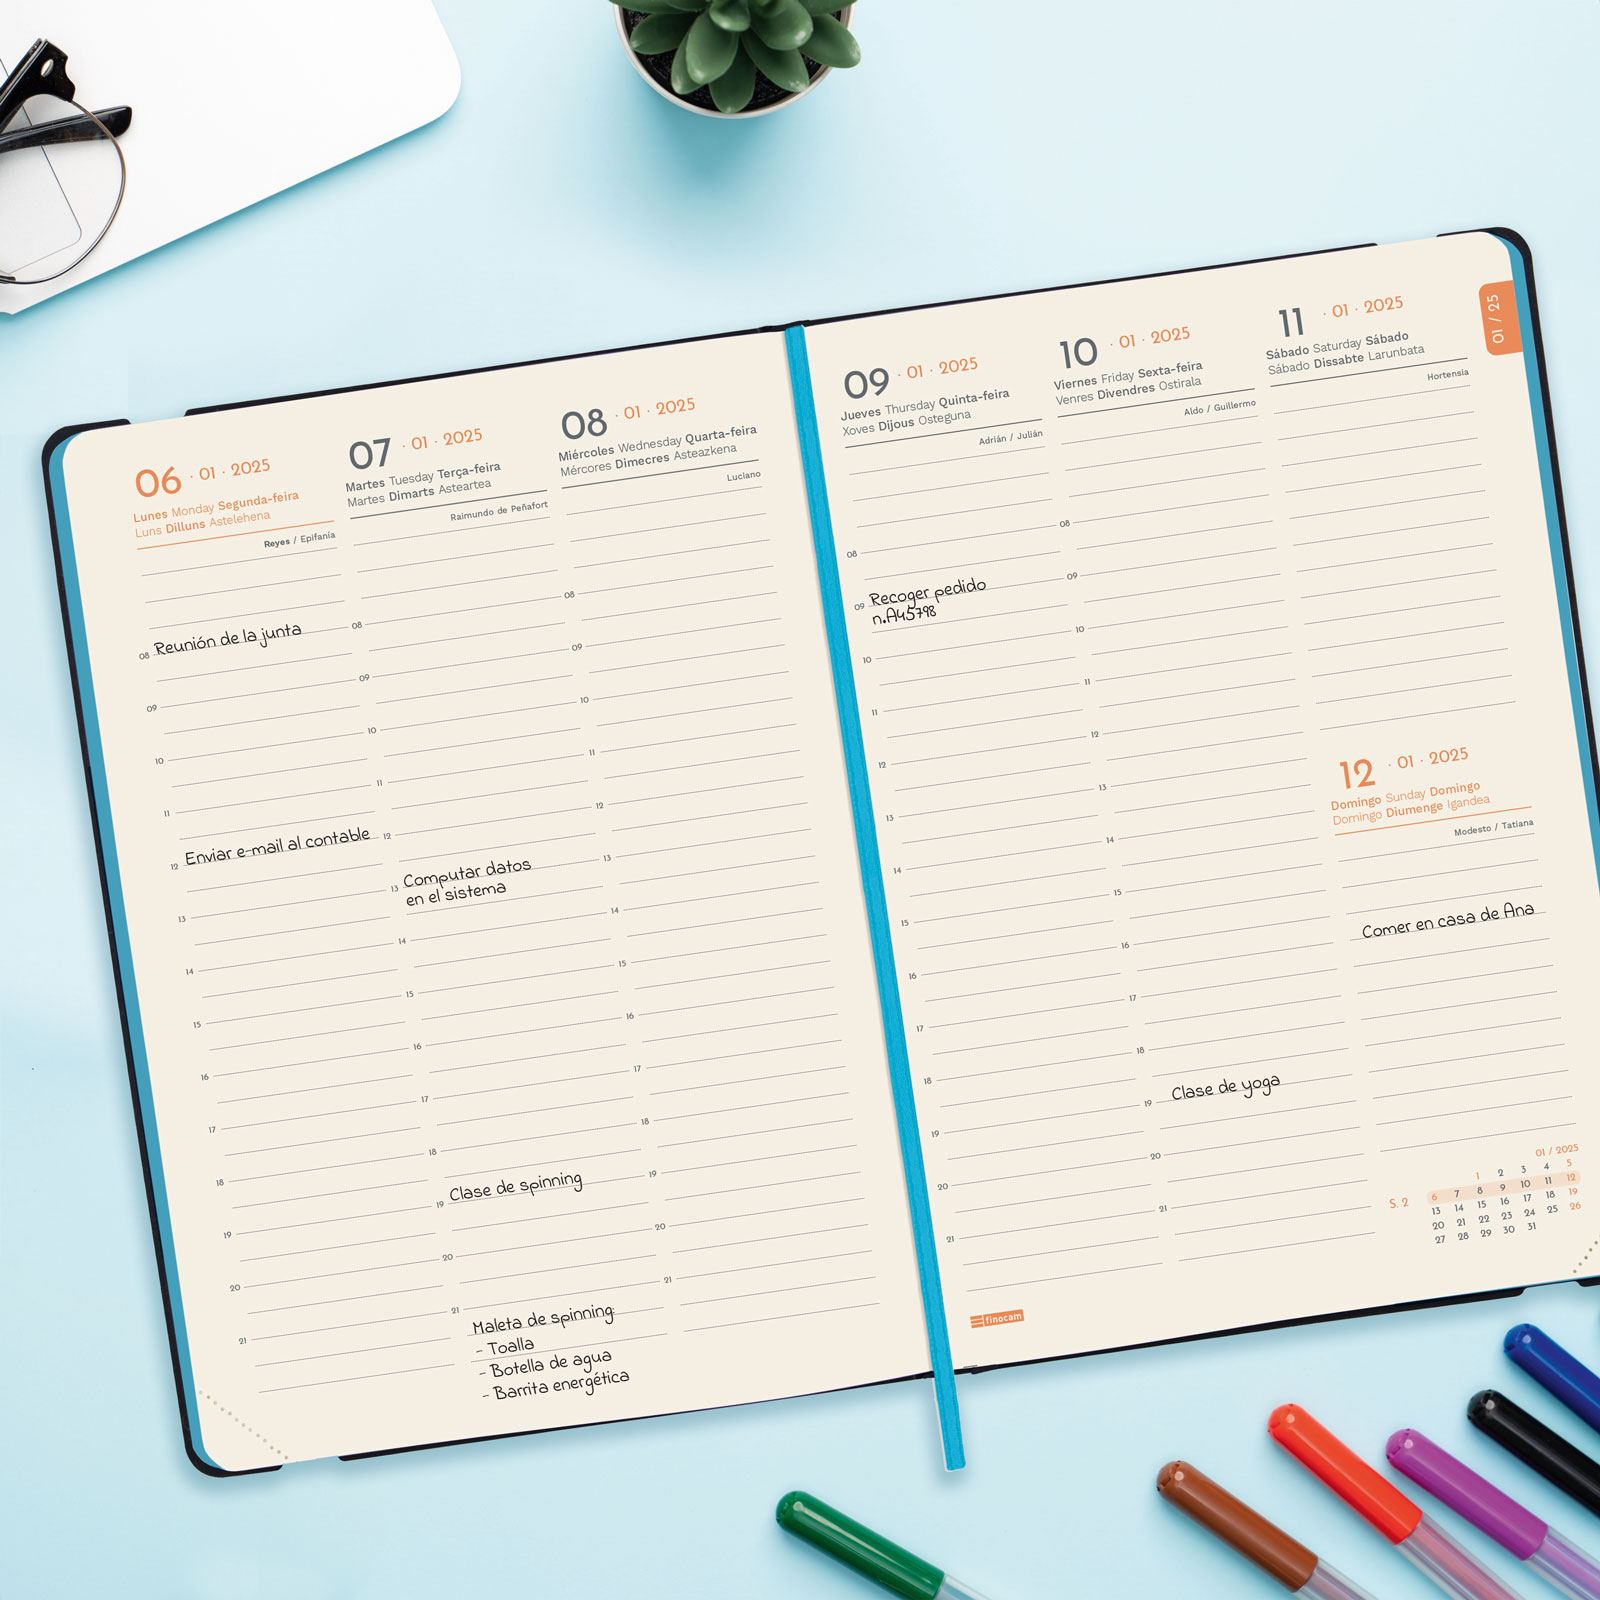 06 · 01 · 2025
Lunes Monday Segunda-feira
Luns Dilluns Astelehena
Reyes / Epifanía
08 Reunión de la junta
09
10
11
12 Enviar e-mail al contable
13
14
15
16
17
18
19
20
21
07 · 01 · 2025
Martes Tuesday Terça-feira
Martes Dimarts Asteartea
Raimundo de Peñafort
08
09
10
11
12
13 Computar datos
en el sistema
14
15
16
17
18
19 Clase de spinning
20
21
Maleta de spinning:
- Toalla
- Botella de agua
- Barrita energética
08 · 01 · 2025
Miércoles Wednesday Quarta-feira
Mércores Dimecres Asteazkena
Luciano
08
09
10
11
12
13
14
15
16
17
18
19
20
21
09 · 01 · 2025
Jueves Thursday Quinta-feira
Xoves Dijous Osteguna
Adrián / Julián
08
09 Recoger pedido
n.A45798
10
11
12
13
14
15
16
17
18
19
20
21
finocam
10 · 01 · 2025
Viernes Friday Sexta-feira
Venres Divendres Ostirala
Aldo / Guillermo
08
09
10
11
12
13
14
15
16
17
18
19 Clase de yoga
20
21
11 · 01 · 2025
Sábado Saturday Sábado
Sábado Dissabte Larunbata
Hortensia
01 / 25
12 · 01 · 2025
Domingo Sunday Domingo
Domingo Diumenge Igandea
Modesto / Tatiana
Comer en casa de Ana
01 / 2025
1 2 3 4 5
S. 2 6 7 8 9 10 11 12
13 14 15 16 17 18 19
20 21 22 23 24 25 26
27 28 29 30 31